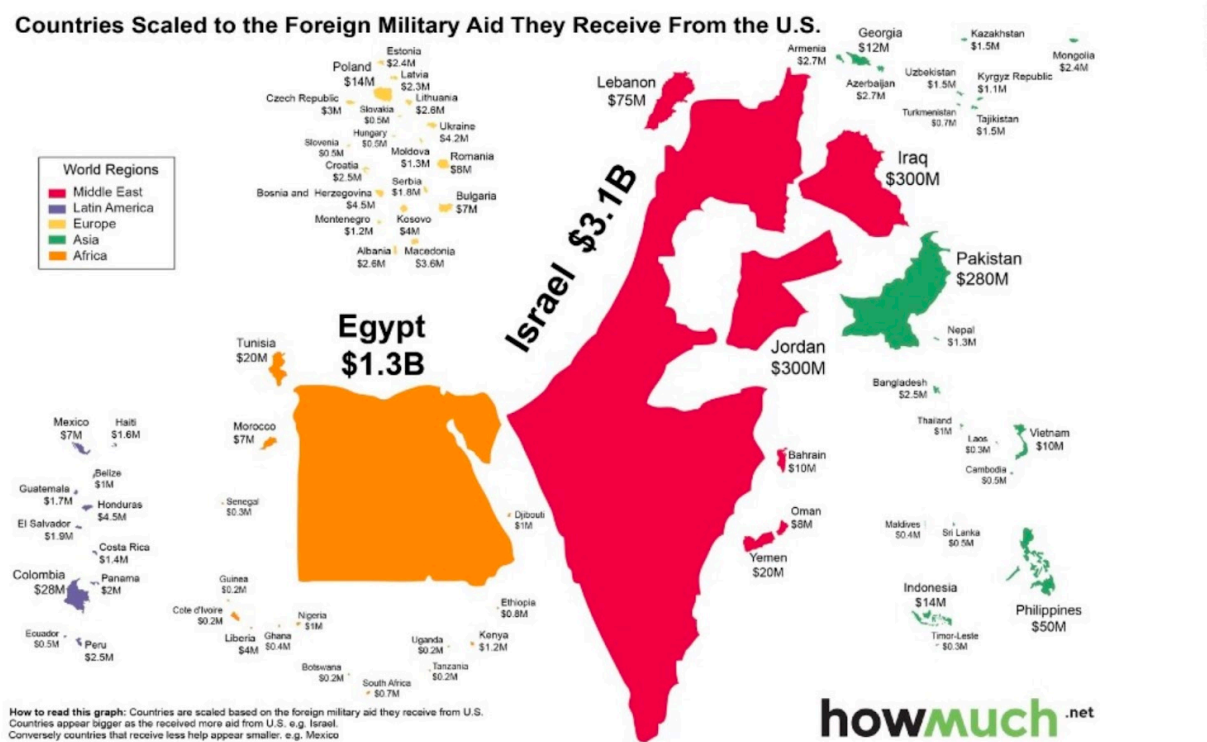 Countries Scaled to the Foreign Military Aid They Receive From the U.S.
World Regions
Middle East
Latin America
Europe
Asia
Africa
Estonia
$2.4M
Poland
$14M
Latvia
$2.3M
Czech Republic
$3M
Lithuania
$2.6M
Slovakia
$0.5M
Ukraine
$4.2M
Hungary
$0.5M
Slovenia
$0.5M
Moldova
$1.3M
Romania
$8M
Croatia
$2.5M
Serbia
$1.8M
Bosnia and Herzegovina
$4.5M
Bulgaria
$7M
Montenegro
$1.2M
Kosovo
$4M
Albania
$2.6M
Macedonia
$3.6M
Lebanon
$75M
Israel $3.1B
Iraq
$300M
Jordan
$300M
Bahrain
$10M
Oman
$8M
Yemen
$20M
Armenia
$2.7M
Georgia
$12M
Azerbaijan
$2.7M
Kazakhstan
$1.5M
Mongolia
$2.4M
Uzbekistan
$1.5M
Kyrgyz Republic
$1.1M
Turkmenistan
$0.7M
Tajikistan
$1.5M
Pakistan
$280M
Nepal
$1.3M
Bangladesh
$2.5M
Thailand
$1M
Laos
$0.3M
Vietnam
$10M
Cambodia
$0.5M
Maldives
$0.4M
Sri Lanka
$0.5M
Indonesia
$14M
Philippines
$50M
Timor-Leste
$0.3M
Egypt
$1.3B
Tunisia
$20M
Morocco
$7M
Senegal
$0.3M
Djibouti
$1M
Guinea
$0.2M
Cote d'Ivoire
$0.2M
Liberia
$4M
Ghana
$0.4M
Nigeria
$1M
Ethiopia
$0.8M
Uganda
$0.2M
Kenya
$1.2M
Botswana
$0.2M
Tanzania
$0.2M
South Africa
$0.7M
Mexico
$7M
Haiti
$1.6M
Belize
$1M
Guatemala
$1.7M
Honduras
$4.5M
El Salvador
$1.9M
Costa Rica
$1.4M
Colombia
$28M
Panama
$2M
Ecuador
$0.5M
Peru
$2.5M
How to read this graph: Countries are scaled based on the foreign military aid they receive from U.S.
Countries appear bigger as the received more aid from U.S. e.g. Israel.
Conversely countries that receive less help appear smaller. e.g. Mexico
howmuch.net